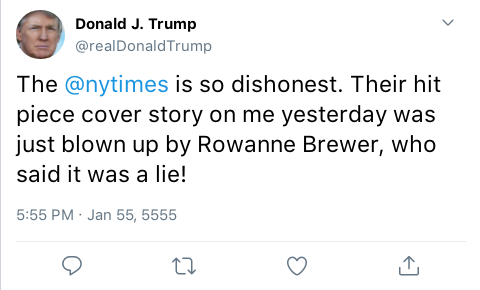 Donald J. Trump
@realDonaldTrump
The @nytimes is so dishonest. Their hit
piece cover story on me yesterday was
just blown up by Rowanne Brewer, who
said it was a lie!
5:55 PM · Jan 55, 5555